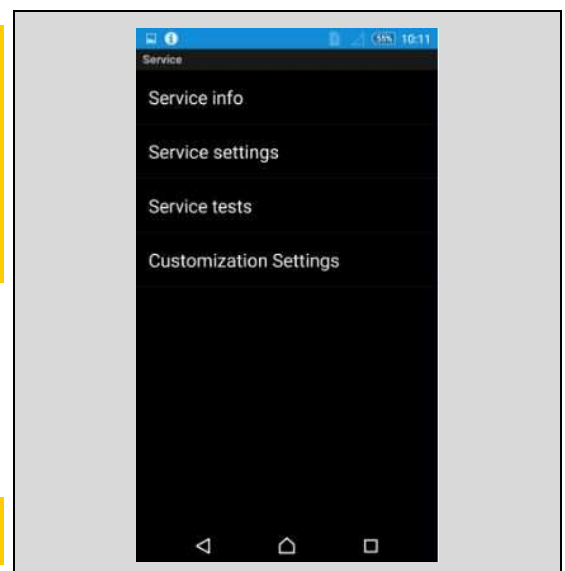 55% 10:11
Service
Service info
Service settings
Service tests
Customization Settings